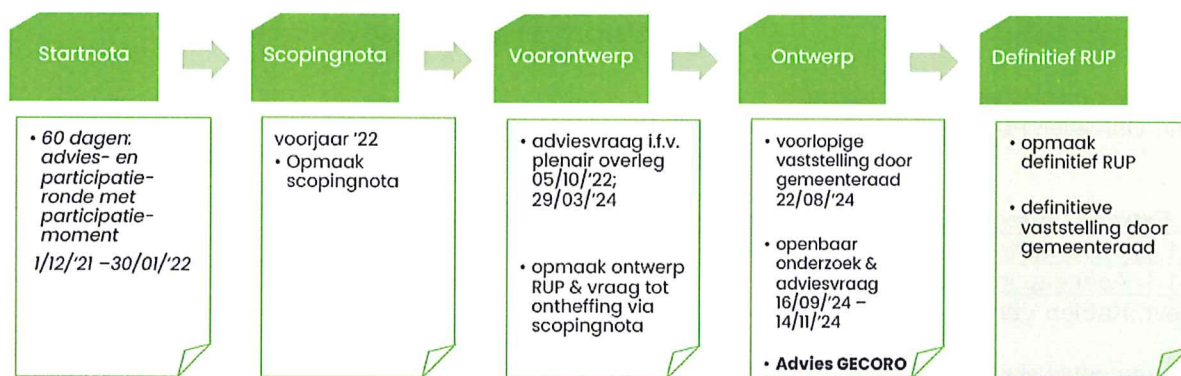 Startnota
Scopingnota
Voorontwerp
Ontwerp
Definitief RUP
• 60 dagen:
advies- en
participatie-
ronde met
participatie-
moment
1/12/'21 –30/01/'22
voorjaar '22
• Opmaak
scopingnota
• adviesvraag i.f.v.
plenair overleg
05/10/'22;
29/03/'24
• opmaak ontwerp
RUP & vraag tot
ontheffing via
scopingnota
• voorlopige
vaststelling door
gemeenteraad
22/08/'24
• openbaar
onderzoek &
adviesvraag
16/09/'24 –
14/11/'24
• Advies GECORO
• opmaak
definitief RUP
• definitieve
vaststelling door
gemeenteraad